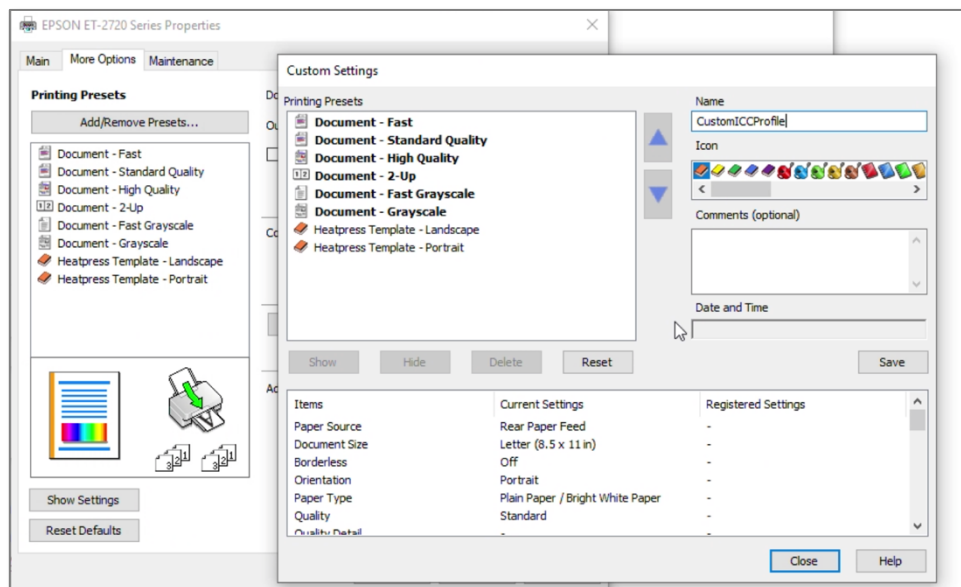 EPSON ET-2720 Series Properties
Main More Options Maintenance
Printing Presets
Add/Remove Presets...
Document - Fast
Document - Standard Quality
Document - High Quality
Document - 2-Up
Document - Fast Grayscale
Document - Grayscale
Heatpress Template - Landscape
Heatpress Template - Portrait
Show Settings
Reset Defaults
Custom Settings
Printing Presets
Document - Fast
Document - Standard Quality
Document - High Quality
Document - 2-Up
Document - Fast Grayscale
Document - Grayscale
Heatpress Template - Landscape
Heatpress Template - Portrait
Name
CustomICCProfile
Icon
Comments (optional)
Date and Time
Show Hide Delete Reset Save
Items Current Settings Registered Settings
Paper Source Rear Paper Feed -
Document Size Letter (8.5 x 11 in) -
Borderless Off -
Orientation Portrait -
Paper Type Plain Paper / Bright White Paper -
Quality Standard -
Quality Detail - -
Close Help